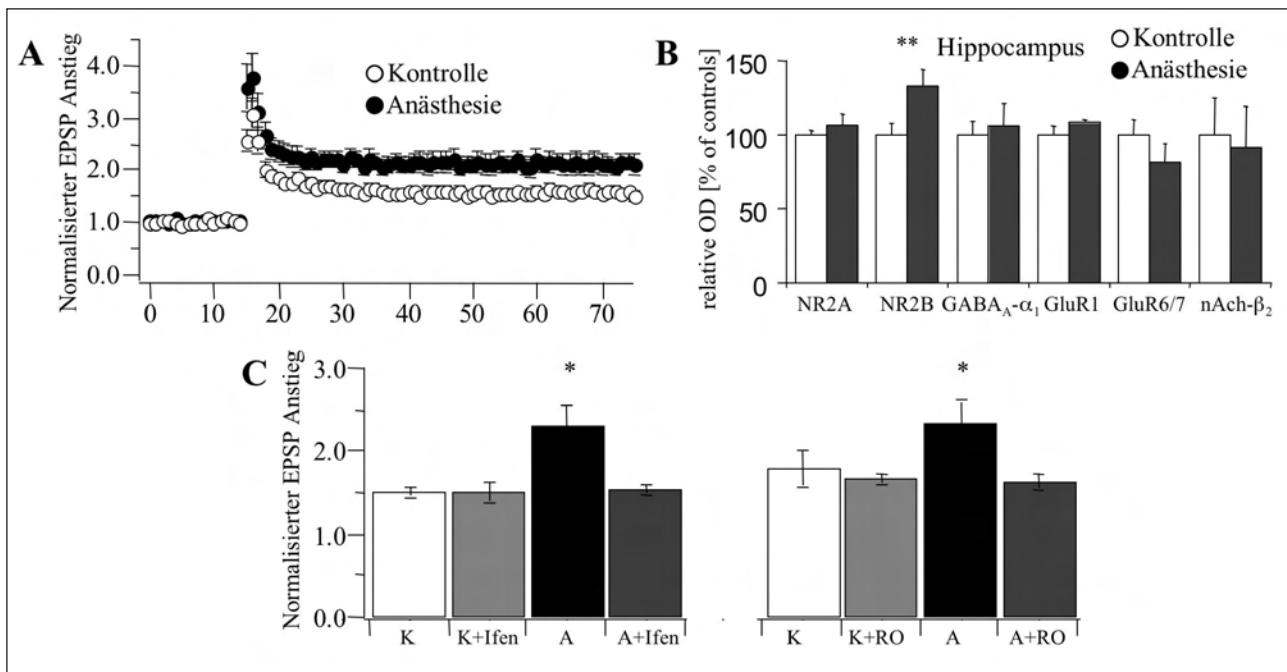 A
Normalisierter EPSP Anstieg
4.0
3.0
2.0
1.0
0.0
Kontrolle
Anästhesie
0 10 20 30 40 50 60 70
B
** Hippocampus
Kontrolle
Anästhesie
relative OD [% of controls]
150
100
50
0
NR2A NR2B GABA_A-α₁ GluR1 GluR6/7 nAch-β₂
C
Normalisierter EPSP Anstieg
3.0
2.0
1.0
0.0
*
K K+Ifen A A+Ifen
*
K K+RO A A+RO